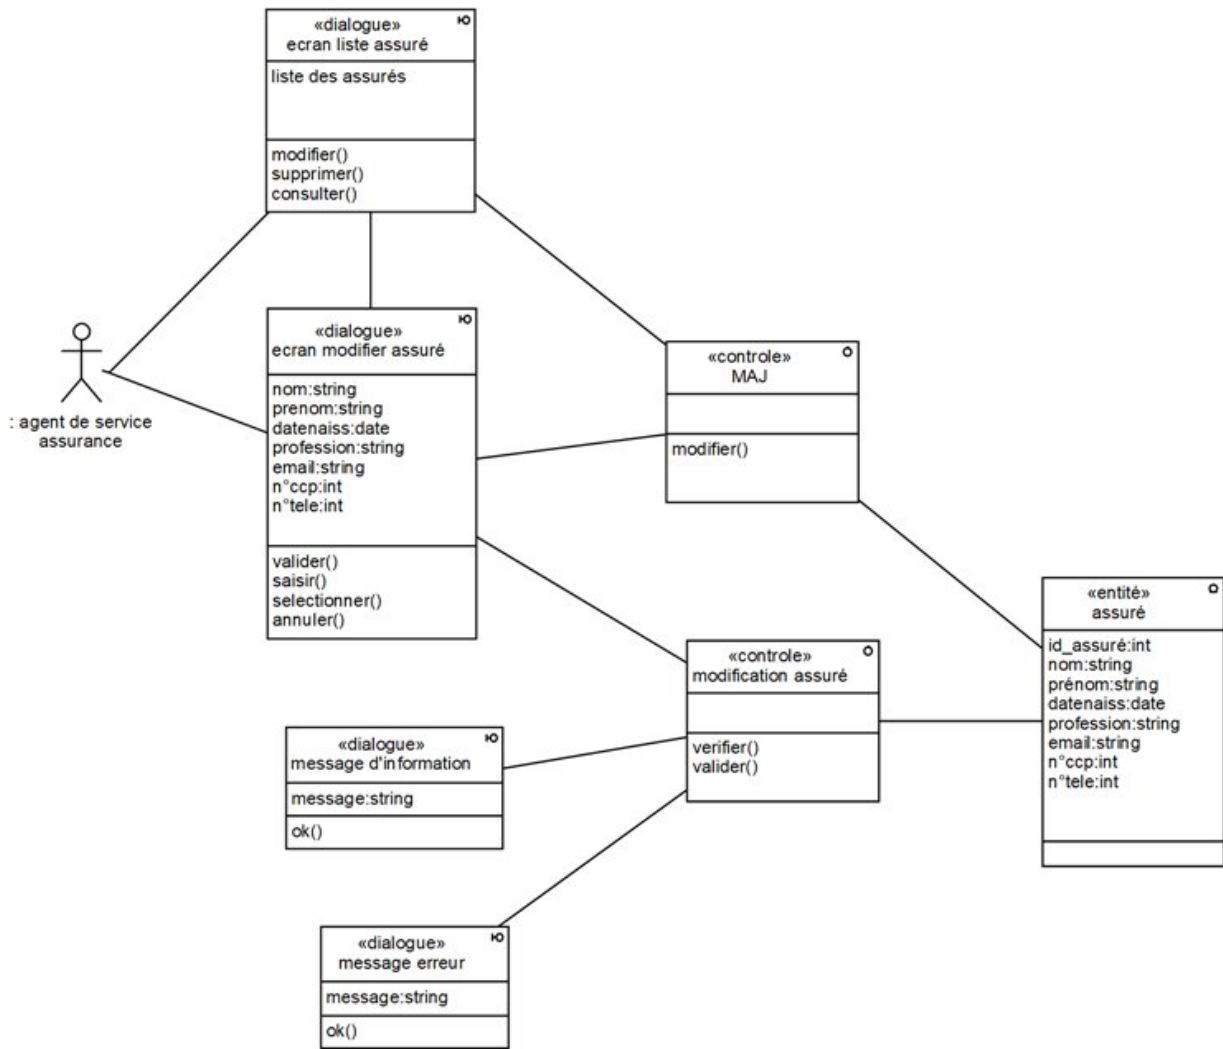 «dialogue»
ecran liste assuré
liste des assurés
modifier()
supprimer()
consulter()
: agent de service
assurance
«dialogue»
ecran modifier assuré
nom:string
prenom:string
datenaiss:date
profession:string
email:string
n°ccp:int
n°tele:int
valider()
saisir()
selectionner()
annuler()
«controle»
MAJ
modifier()
«entité»
assuré
id_assuré:int
nom:string
prénom:string
datenaiss:date
profession:string
email:string
n°ccp:int
n°tele:int
«controle»
modification assuré
verifier()
valider()
«dialogue»
message d'information
message:string
ok()
«dialogue»
message erreur
message:string
ok()